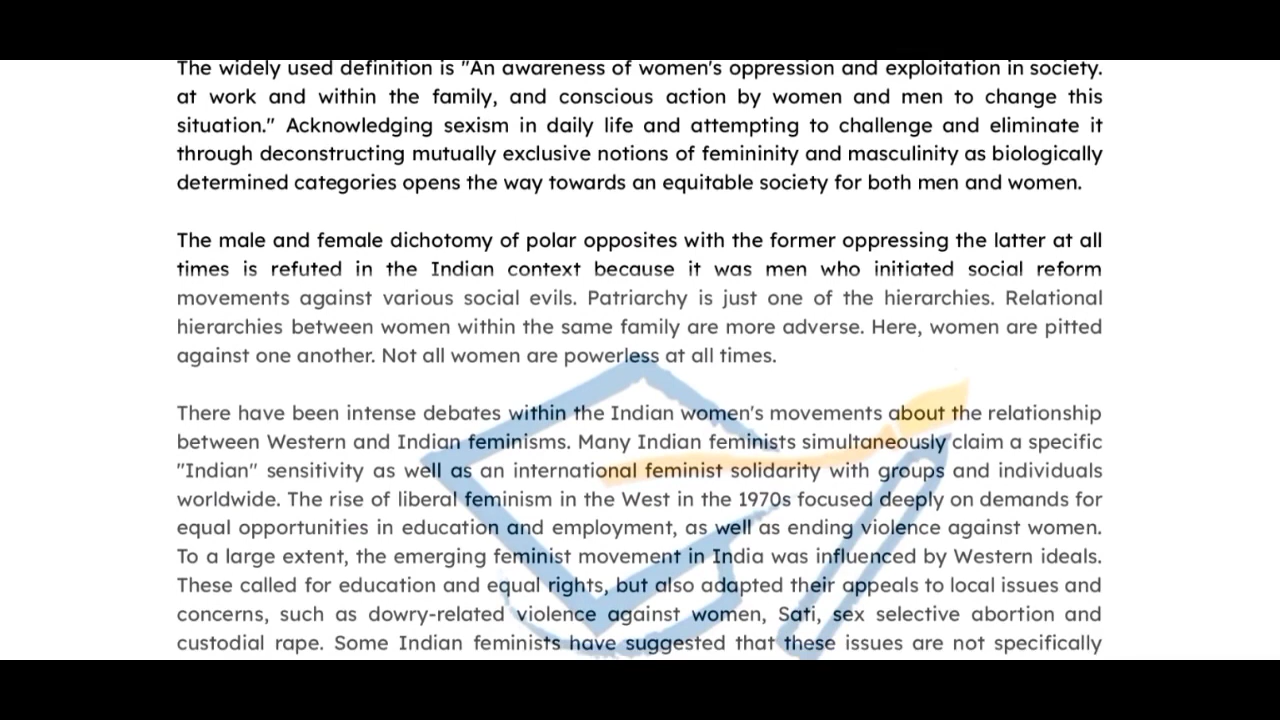 The widely used definition is "An awareness of women's oppression and exploitation in society.
at work and within the family, and conscious action by women and men to change this
situation." Acknowledging sexism in daily life and attempting to challenge and eliminate it
through deconstructing mutually exclusive notions of femininity and masculinity as biologically
determined categories opens the way towards an equitable society for both men and women.
The male and female dichotomy of polar opposites with the former oppressing the latter at all
times is refuted in the Indian context because it was men who initiated social reform
movements against various social evils. Patriarchy is just one of the hierarchies. Relational
hierarchies between women within the same family are more adverse. Here, women are pitted
against one another. Not all women are powerless at all times.
There have been intense debates within the Indian women's movements about the relationship
between Western and Indian feminisms. Many Indian feminists simultaneously claim a specific
"Indian" sensitivity as well as an international feminist solidarity with groups and individuals
worldwide. The rise of liberal feminism in the West in the 1970s focused deeply on demands for
equal opportunities in education and employment, as well as ending violence against women.
To a large extent, the emerging feminist movement in India was influenced by Western ideals.
These called for education and equal rights, but also adapted their appeals to local issues and
concerns, such as dowry-related violence against women, Sati, sex selective abortion and
custodial rape. Some Indian feminists have suggested that these issues are not specifically